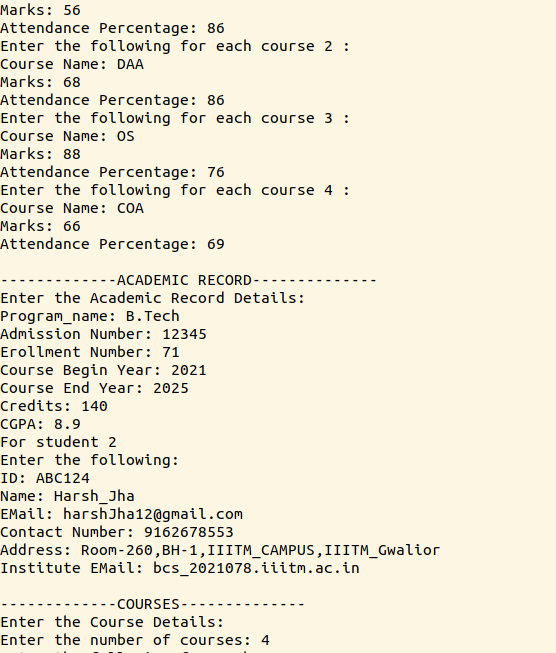 Marks: 56
Attendance Percentage: 86
Enter the following for each course 2 :
Course Name: DAA
Marks: 68
Attendance Percentage: 86
Enter the following for each course 3 :
Course Name: OS
Marks: 88
Attendance Percentage: 76
Enter the following for each course 4 :
Course Name: COA
Marks: 66
Attendance Percentage: 69
-------------ACADEMIC RECORD--------------
Enter the Academic Record Details:
Program_name: B.Tech
Admission Number: 12345
Erollment Number: 71
Course Begin Year: 2021
Course End Year: 2025
Credits: 140
CGPA: 8.9
For student 2
Enter the following:
ID: ABC124
Name: Harsh_Jha
EMail: harshJha12@gmail.com
Contact Number: 9162678553
Address: Room-260,BH-1,IIITM_CAMPUS,IIITM_Gwalior
Institute EMail: bcs_2021078.iiitm.ac.in
-------------COURSES--------------
Enter the Course Details:
Enter the number of courses: 4